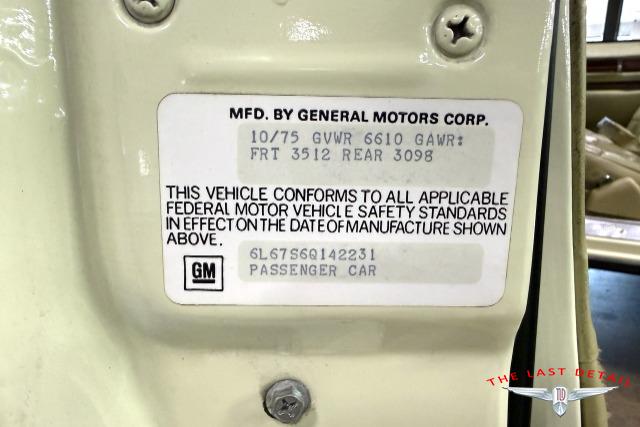 MFD. BY GENERAL MOTORS CORP.
10/75 GVWR 6610 GAWR:
FRT 3512 REAR 3098
THIS VEHICLE CONFORMS TO ALL APPLICABLE
FEDERAL MOTOR VEHICLE SAFETY STANDARDS
IN EFFECT ON THE DATE OF MANUFACTURE SHOWN
ABOVE.
6L67S6Q142231
PASSENGER CAR
GM
THE LAST DETAIL
TLD